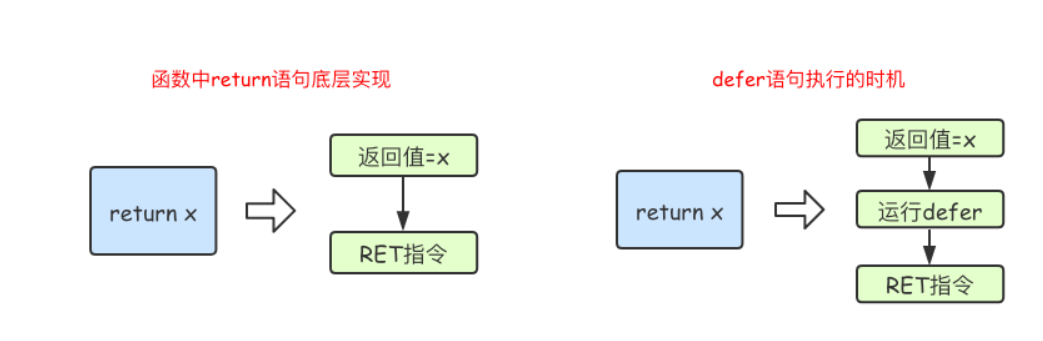 函数中return语句底层实现
return x
返回值=x
RET指令
defer语句执行的时机
return x
返回值=x
运行defer
RET指令